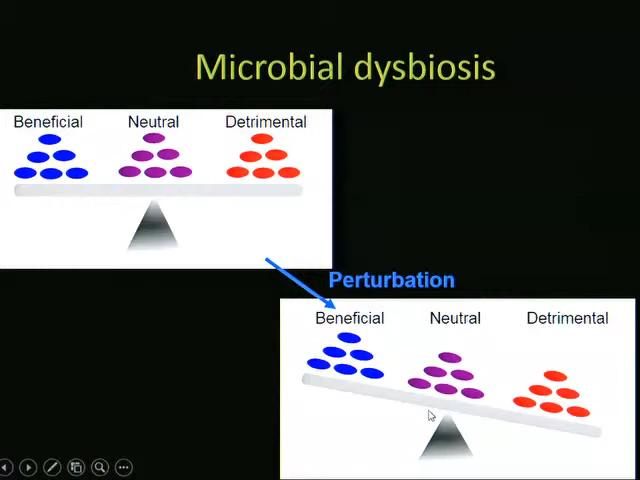 Microbial dysbiosis
Beneficial Neutral Detrimental
Perturbation
Beneficial Neutral Detrimental